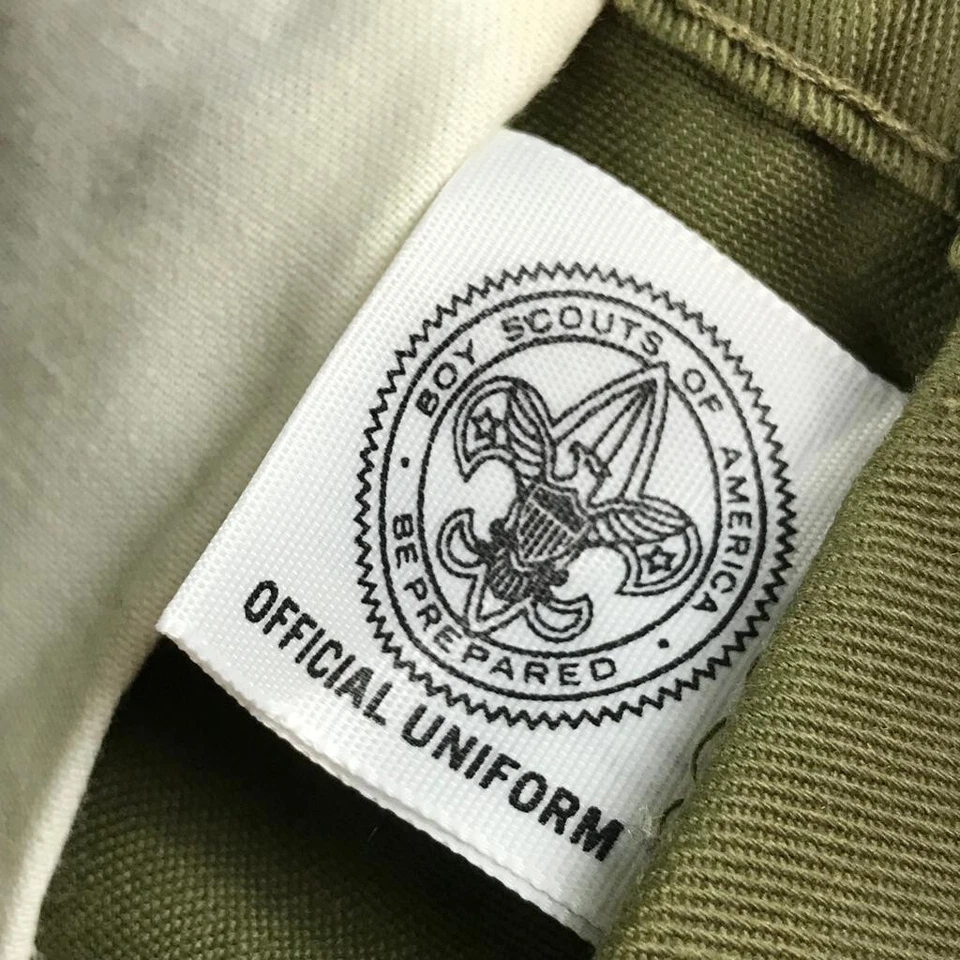 BOY SCOUTS OF AMERICA
BE PREPARED
OFFICIAL UNIFORM